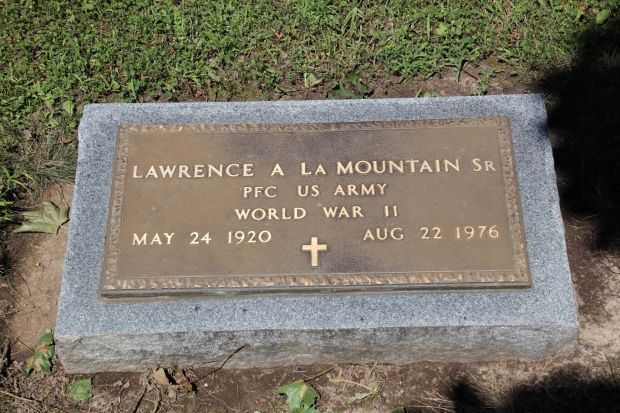 LAWRENCE A LA MOUNTAIN SR
PFC US ARMY
WORLD WAR II
MAY 24 1920 AUG 22 1976